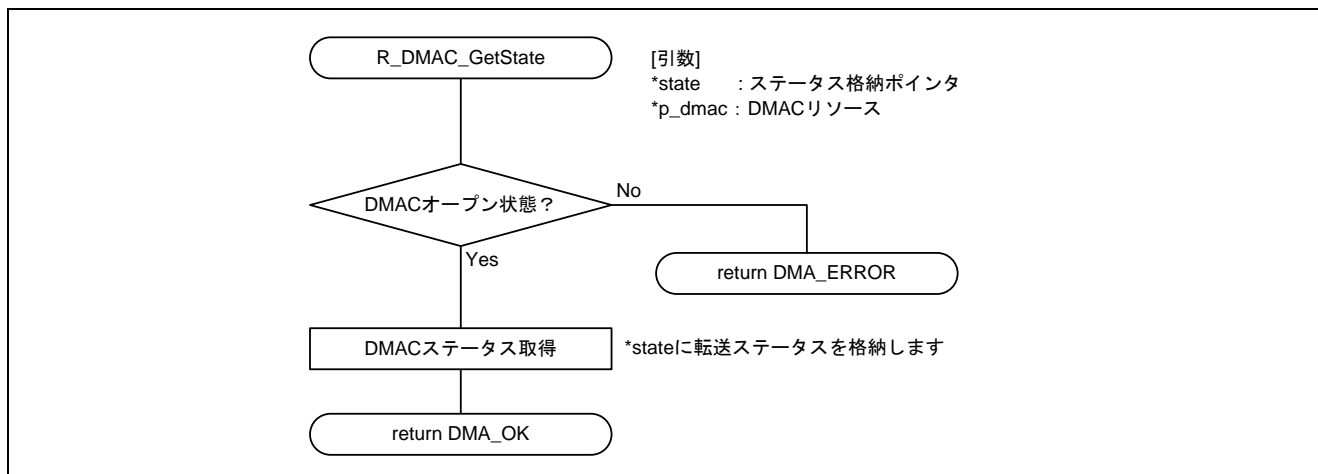 R_DMAC_GetState
[引数]
*state : ステータス格納ポインタ
*p_dmac : DMACリソース
DMACオープン状態？
No
Yes
return DMA_ERROR
DMACステータス取得
*stateに転送ステータスを格納します
return DMA_OK